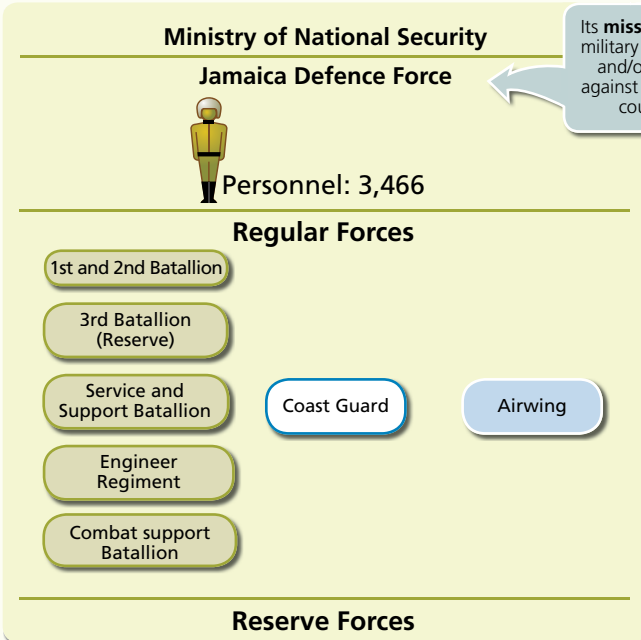 Ministry of National Security
Its miss
military
and/o
against
cou
Jamaica Defence Force
Personnel: 3,466
Regular Forces
1st and 2nd Batallion
3rd Batallion
(Reserve)
Service and
Support Batallion
Engineer
Regiment
Combat support
Batallion
Coast Guard
Airwing
Reserve Forces